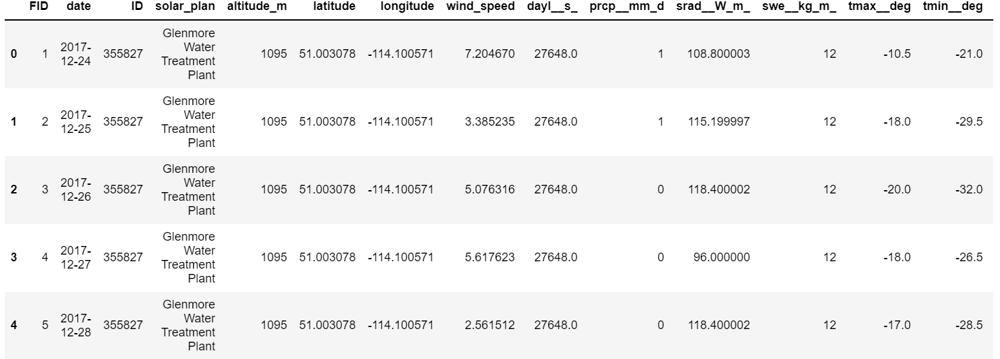 FID date ID solar_plan altitude_m latitude longitude wind_speed dayl__s_ prcp__mm_d srad__W_m_ swe__kg_m_ tmax__deg tmin__deg
0 1 2017-12-24 355827 Glenmore Water Treatment Plant 1095 51.003078 -114.100571 7.204670 27648.0 1 108.800003 12 -10.5 -21.0
1 2 2017-12-25 355827 Glenmore Water Treatment Plant 1095 51.003078 -114.100571 3.385235 27648.0 1 115.199997 12 -18.0 -29.5
2 3 2017-12-26 355827 Glenmore Water Treatment Plant 1095 51.003078 -114.100571 5.076316 27648.0 0 118.400002 12 -20.0 -32.0
3 4 2017-12-27 355827 Glenmore Water Treatment Plant 1095 51.003078 -114.100571 5.617623 27648.0 0 96.000000 12 -18.0 -26.5
4 5 2017-12-28 355827 Glenmore Water Treatment Plant 1095 51.003078 -114.100571 2.561512 27648.0 0 118.400002 12 -17.0 -28.5